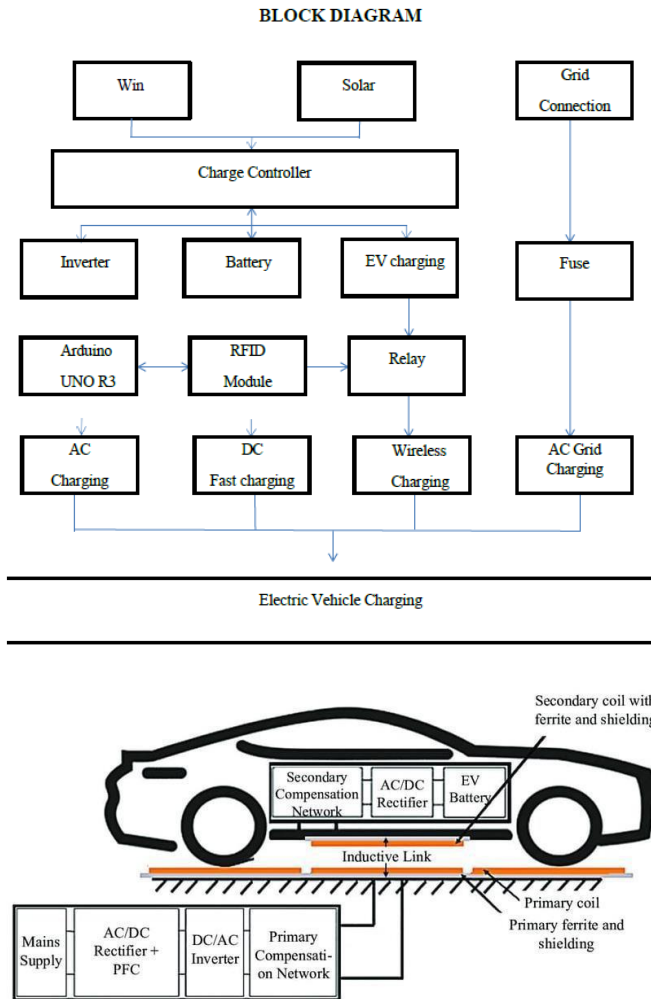 BLOCK DIAGRAM
Win
Solar
Grid
Connection
Charge Controller
Inverter
Battery
EV charging
Fuse
Arduino
UNO R3
RFID
Module
Relay
AC
Charging
DC
Fast charging
Wireless
Charging
AC Grid
Charging
Electric Vehicle Charging
Secondary coil with
ferrite and shielding
Secondary
Compensation
Network
AC/DC
Rectifier
EV
Battery
Inductive Link
Primary coil
Primary ferrite and
shielding
Mains
Supply
AC/DC
Rectifier +
PFC
DC/AC
Inverter
Primary
Compensati-
on Network